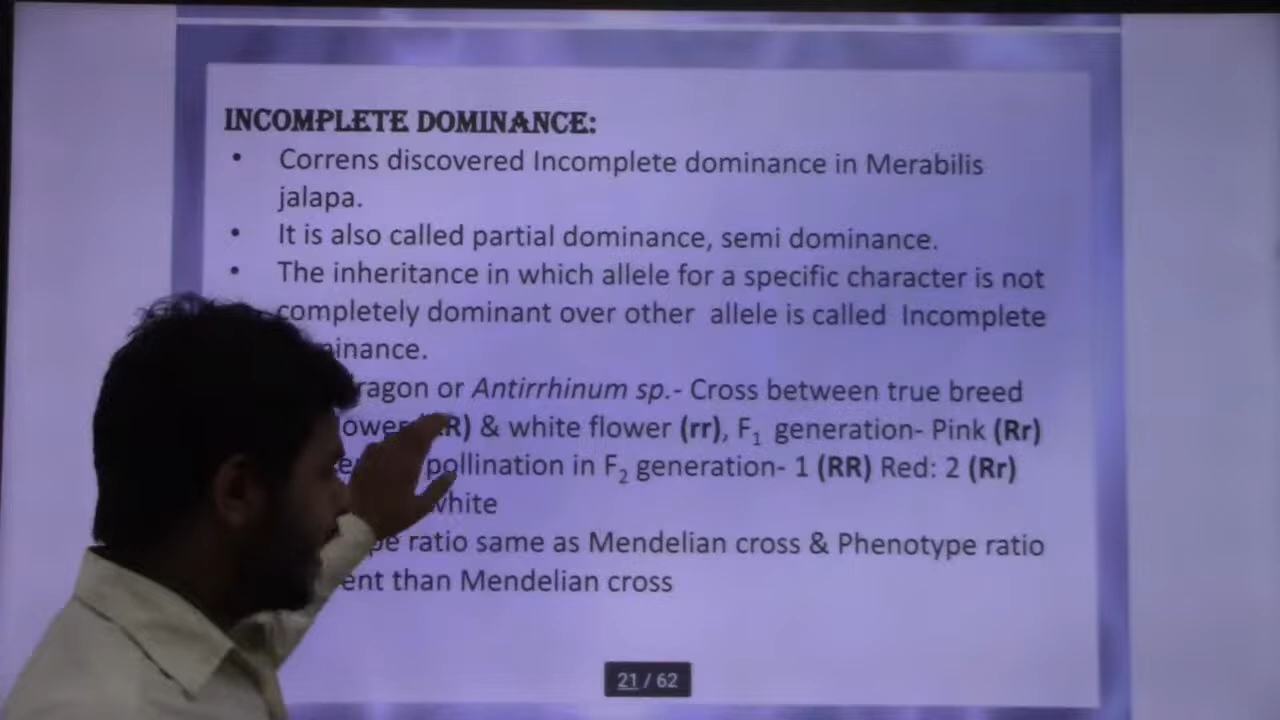 INCOMPLETE DOMINANCE:
• Correns discovered Incomplete dominance in Merabilis
jalapa.
• It is also called partial dominance, semi dominance.
• The inheritance in which allele for a specific character is not
completely dominant over other allele is called Incomplete
minance.
ragon or Antirrhinum sp.- Cross between true breed
R) & white flower (rr), F₁ generation- Pink (Rr)
pollination in F₂ generation- 1 (RR) Red: 2 (Rr)
white
ratio same as Mendelian cross & Phenotype ratio
ent than Mendelian cross
21 / 62